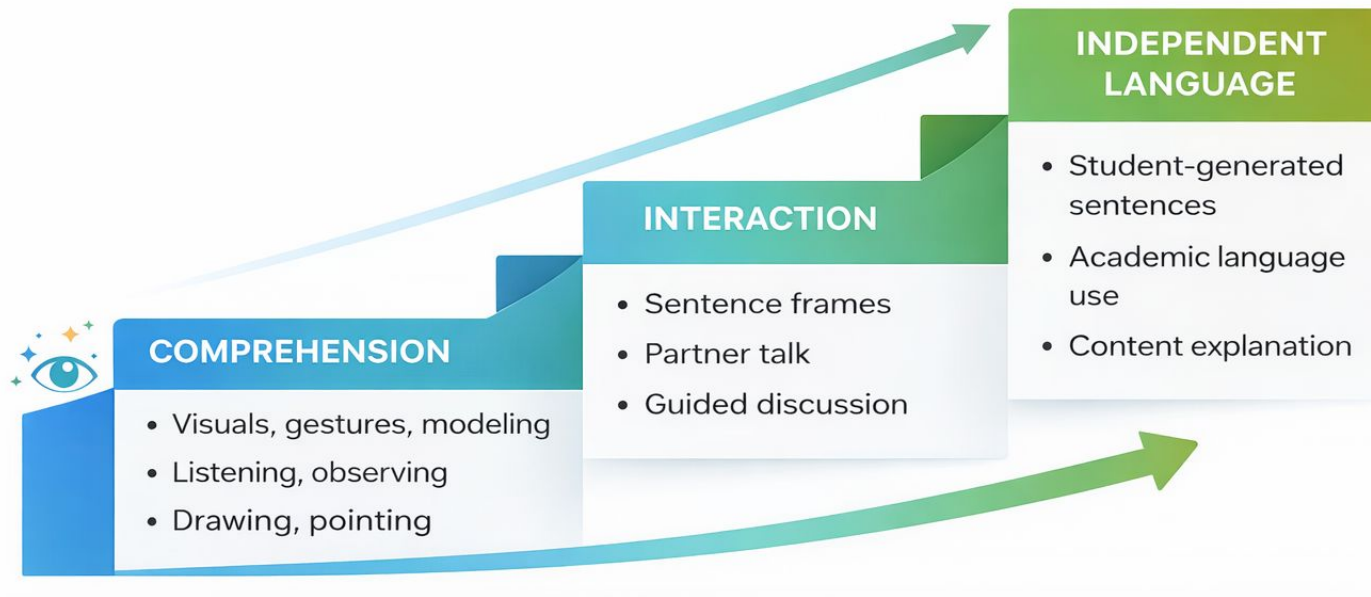 COMPREHENSION
• Visuals, gestures, modeling
• Listening, observing
• Drawing, pointing
INTERACTION
• Sentence frames
• Partner talk
• Guided discussion
INDEPENDENT
LANGUAGE
• Student-generated
sentences
• Academic language
use
• Content explanation